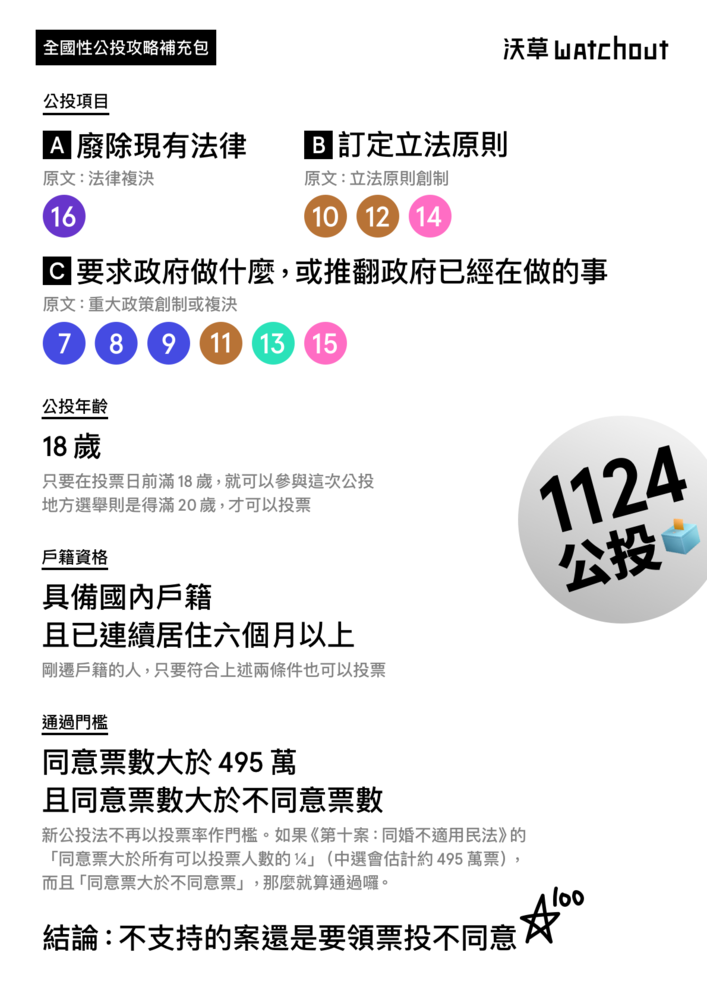 全國性公投攻略補充包
沃草 watchout
公投項目
A 廢除現有法律
原文：法律複決
16
B 訂定立法原則
原文：立法原則創制
10 12 14
C 要求政府做什麼，或推翻政府已經在做的事
原文：重大政策創制或複決
7 8 9 11 13 15
公投年齡
18 歲
只要在投票日前滿 18 歲，就可以參與這次公投
地方選舉則是得滿 20 歲，才可以投票
1124
公投
戶籍資格
具備國內戶籍
且已連續居住六個月以上
剛遷戶籍的人，只要符合上述兩條件也可以投票
通過門檻
同意票數大於 495 萬
且同意票數大於不同意票數
新公投法不再以投票率作門檻。如果《第十案：同婚不適用民法》的
「同意票大於所有可以投票人數的 ¼」（中選會估計約 495 萬票），
而且「同意票大於不同意票」，那麼就算通過囉。
結論：不支持的案還是要領票投不同意
100